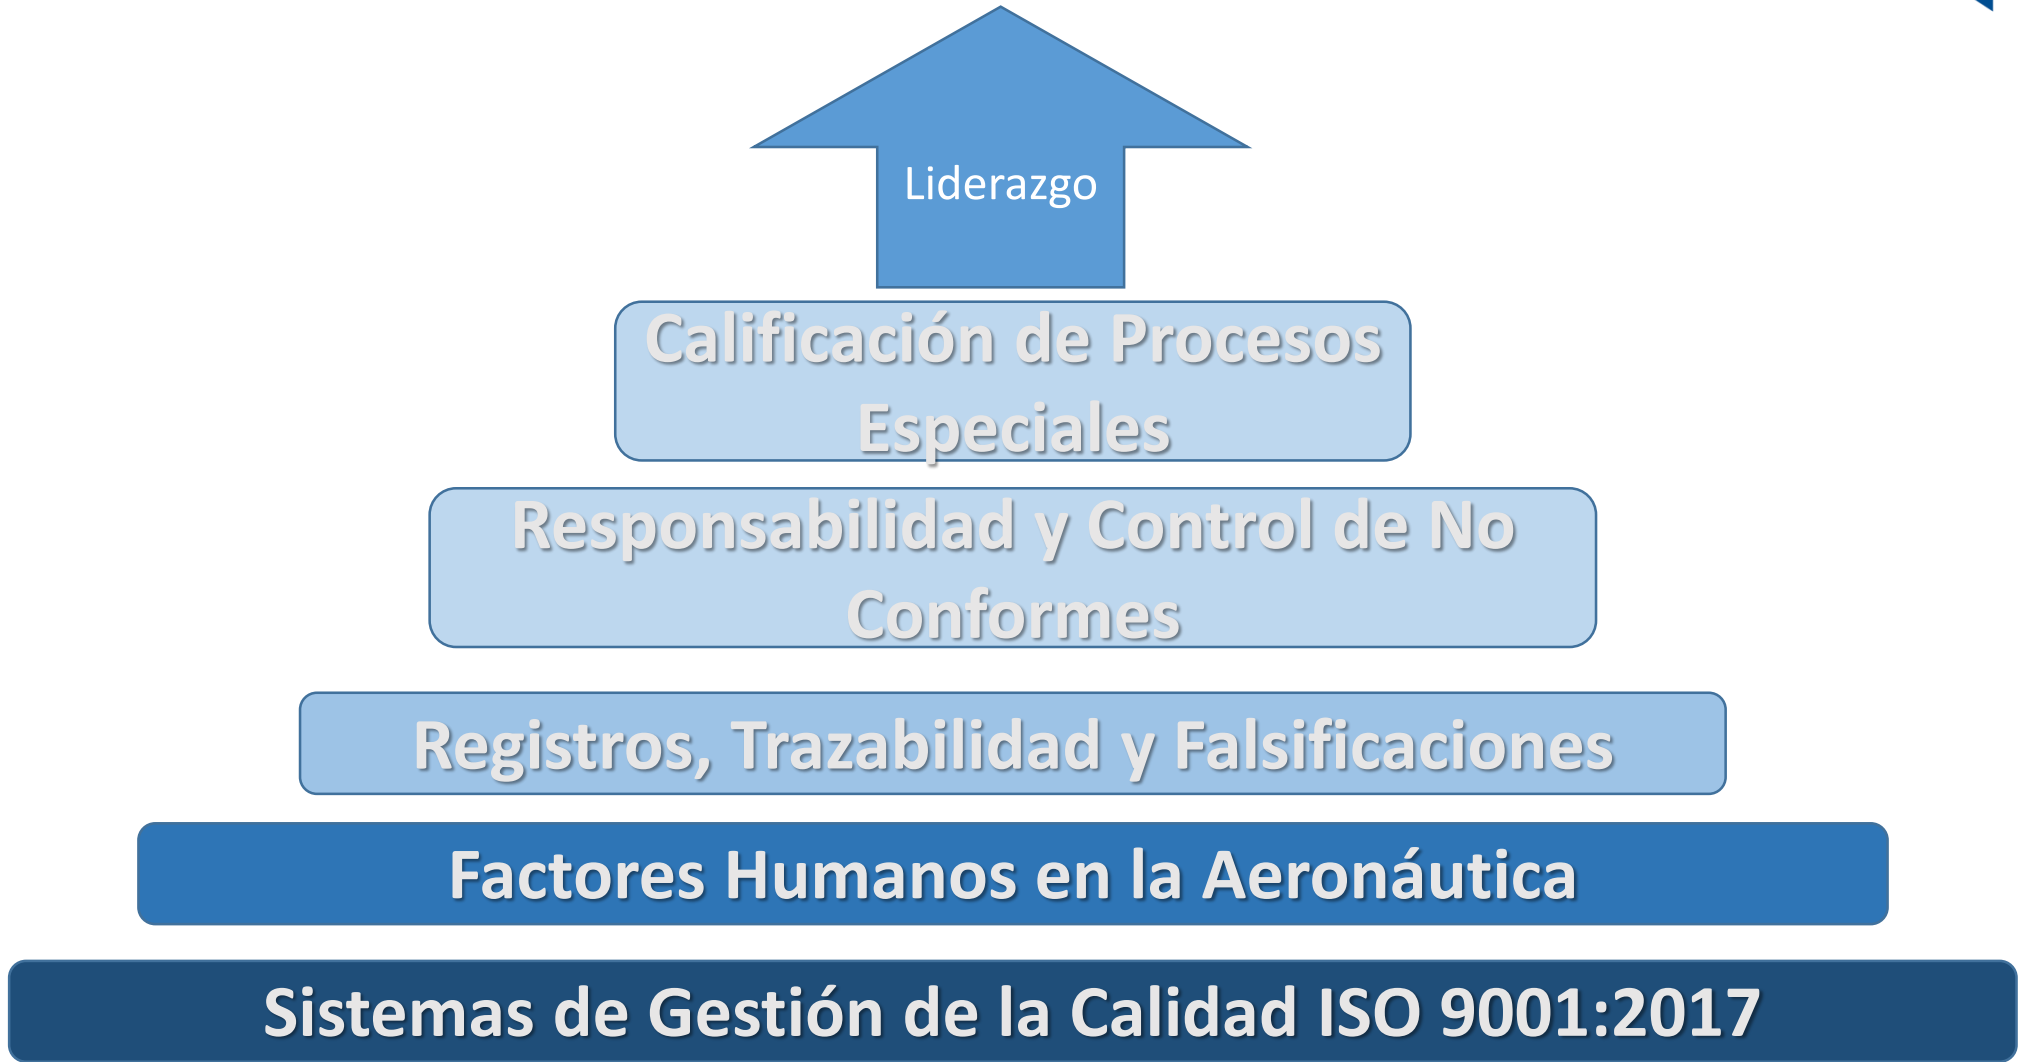 Liderazgo
Calificación de Procesos
Especiales
Responsabilidad y Control de No
Conformes
Registros, Trazabilidad y Falsificaciones
Factores Humanos en la Aeronáutica
Sistemas de Gestión de la Calidad ISO 9001:2017